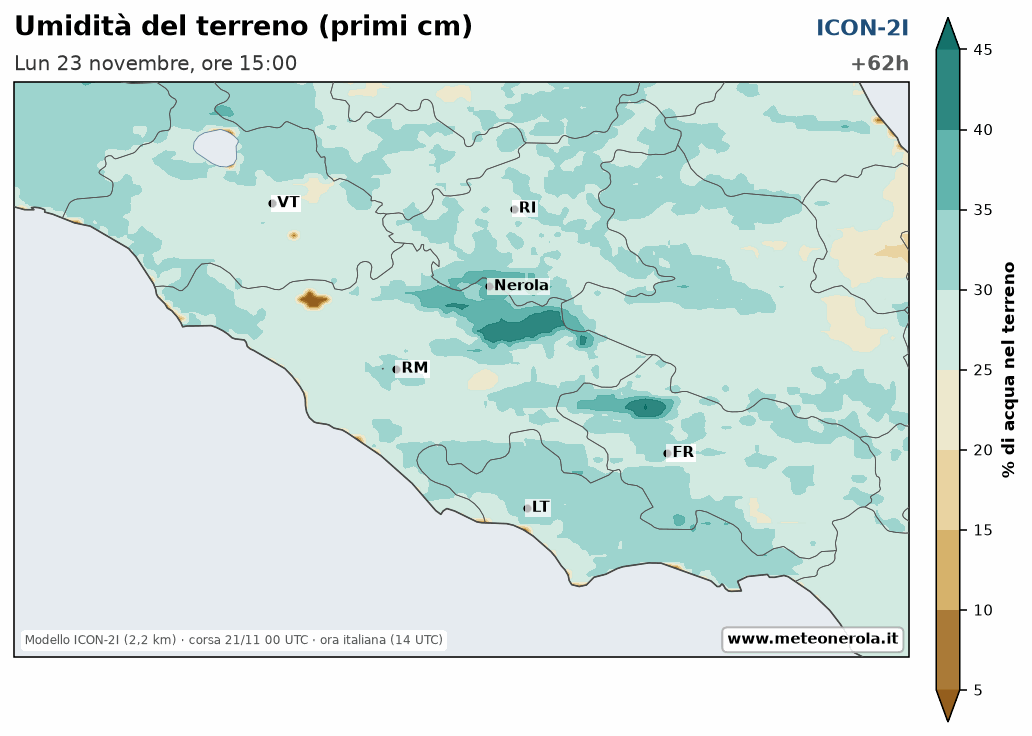 Umidità del terreno (primi cm)
ICON-2I
Lun 23 novembre, ore 15:00
+62h
VT
RI
Nerola
RM
FR
LT
Modello ICON-2I (2,2 km) · corsa 21/11 00 UTC · ora italiana (14 UTC)
www.meteonerola.it
45
40
35
30
25
20
15
10
5
% di acqua nel terreno